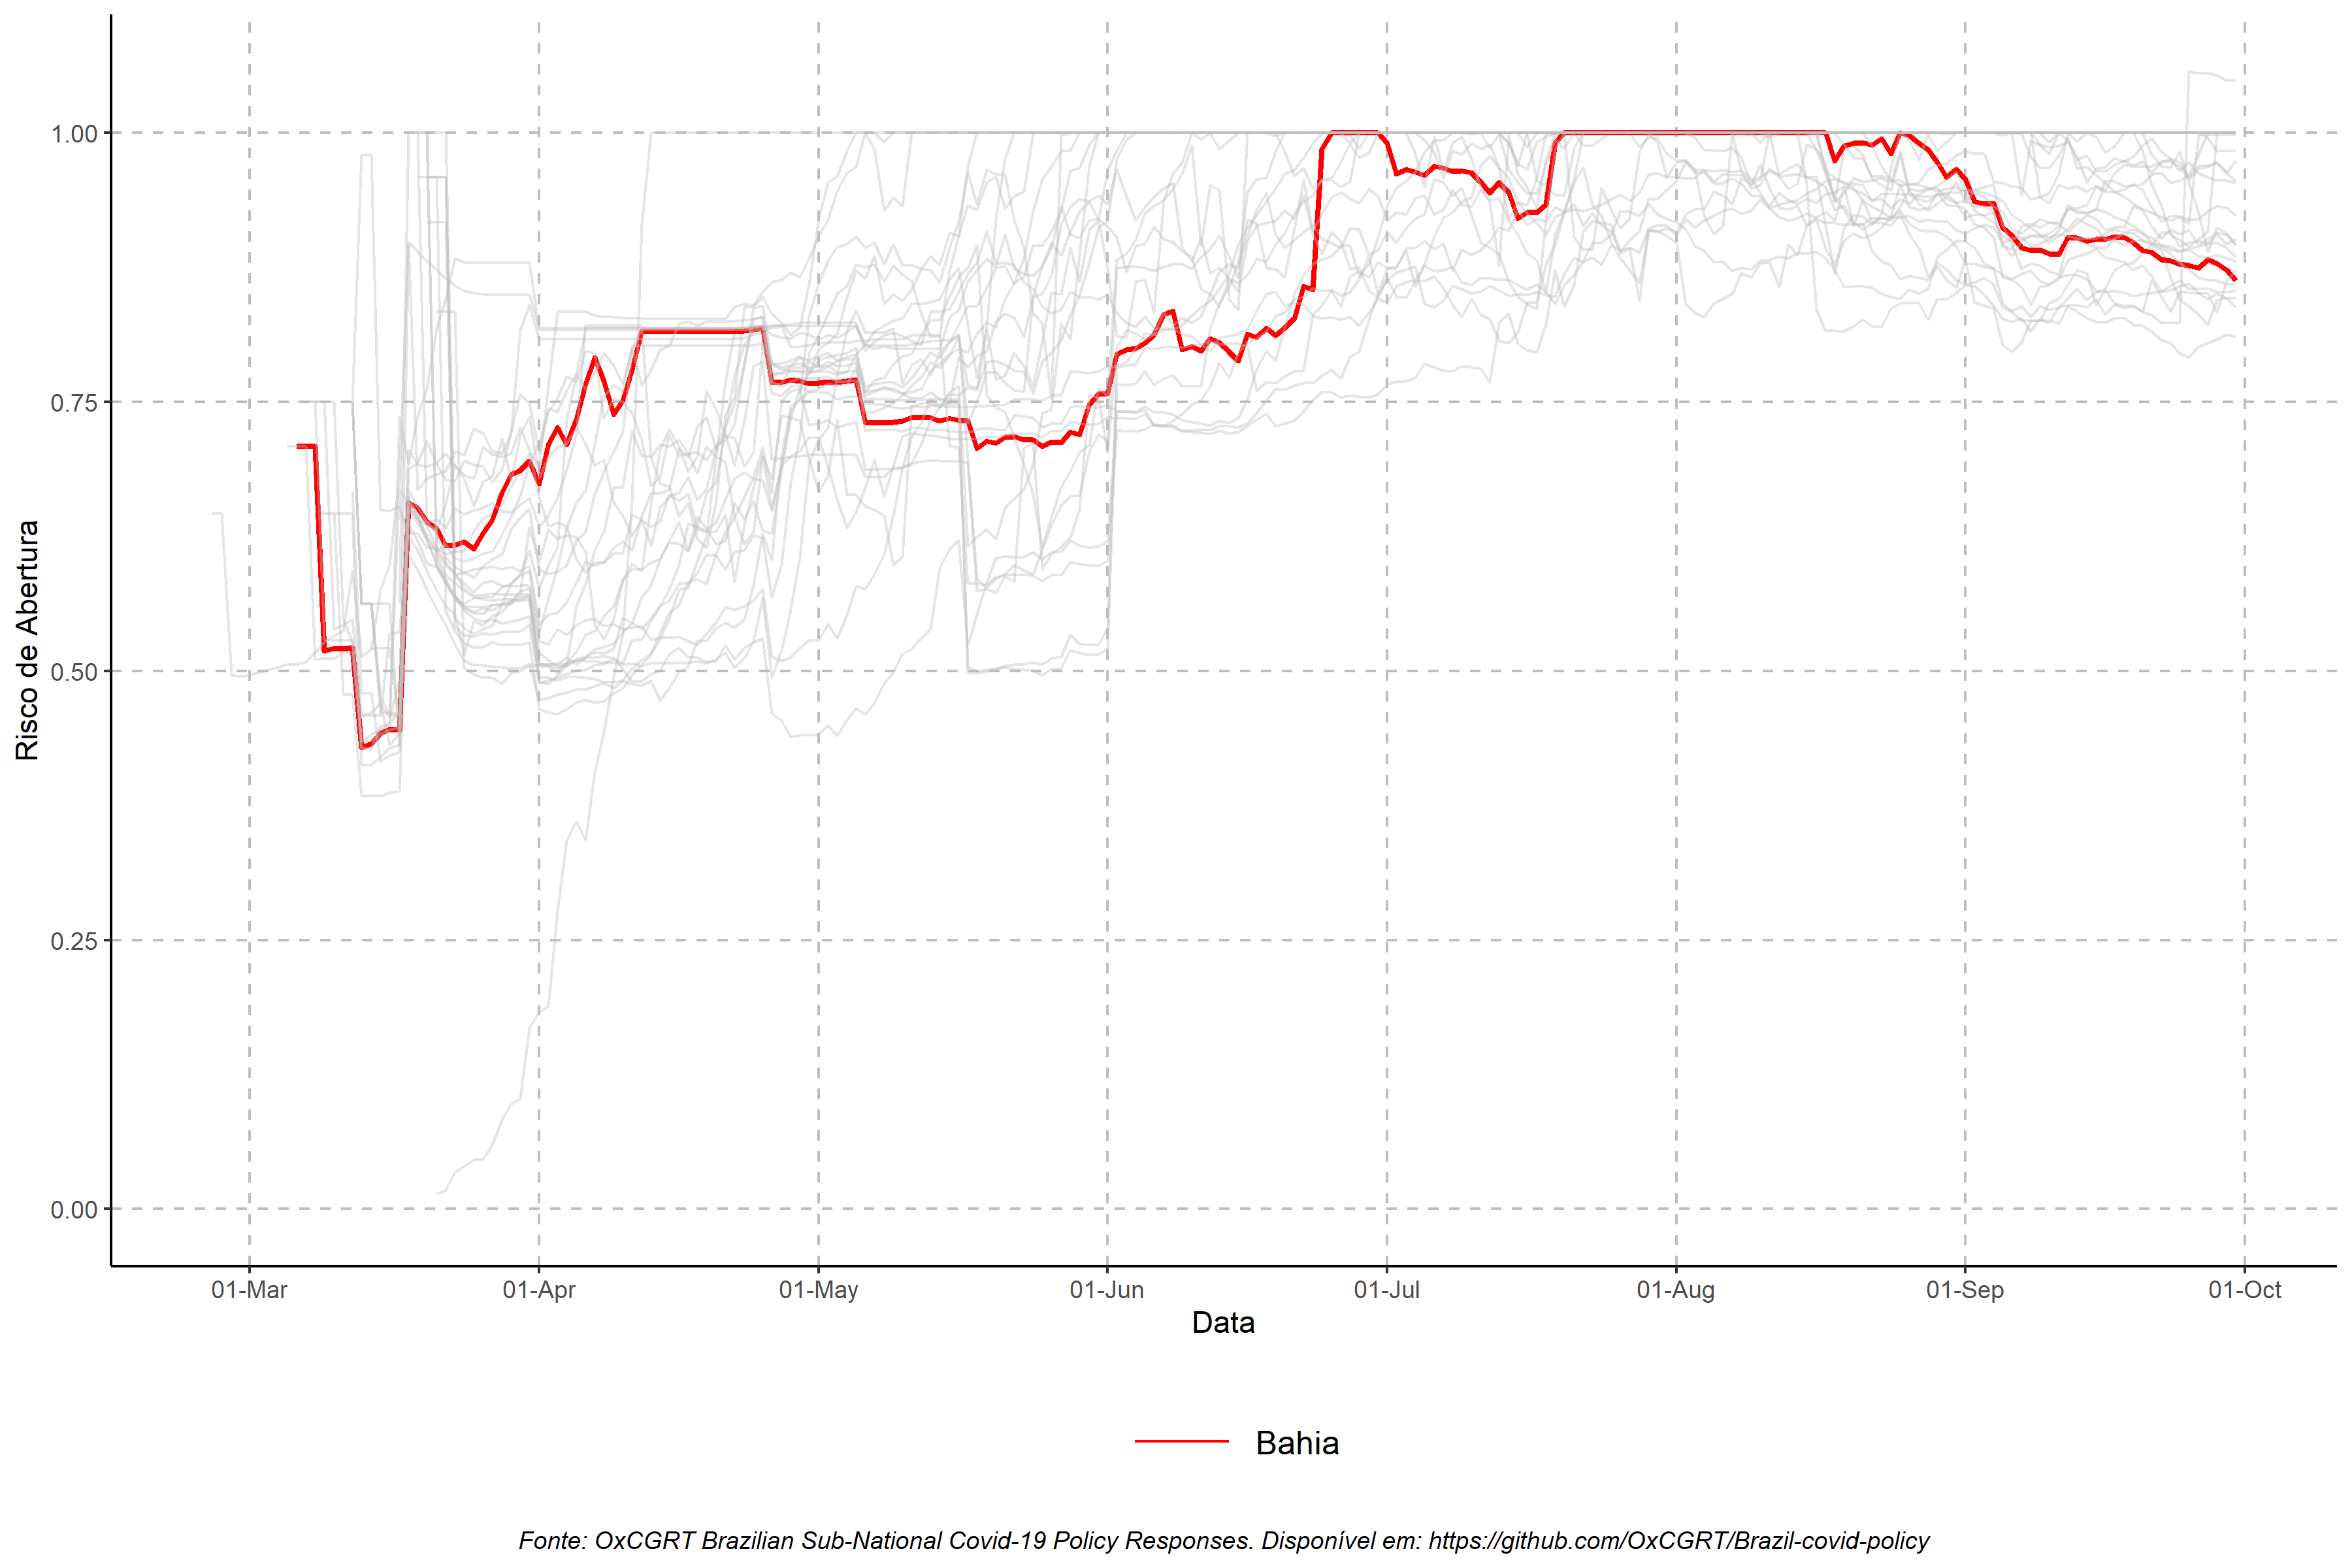 Risco de Abertura
1.00
0.75
0.50
0.25
0.00
01-Mar 01-Apr 01-May 01-Jun 01-Jul 01-Aug 01-Sep 01-Oct
Data
Bahia
Fonte: OxCGRT Brazilian Sub-National Covid-19 Policy Responses. Disponível em: https://github.com/OxCGRT/Brazil-covid-policy